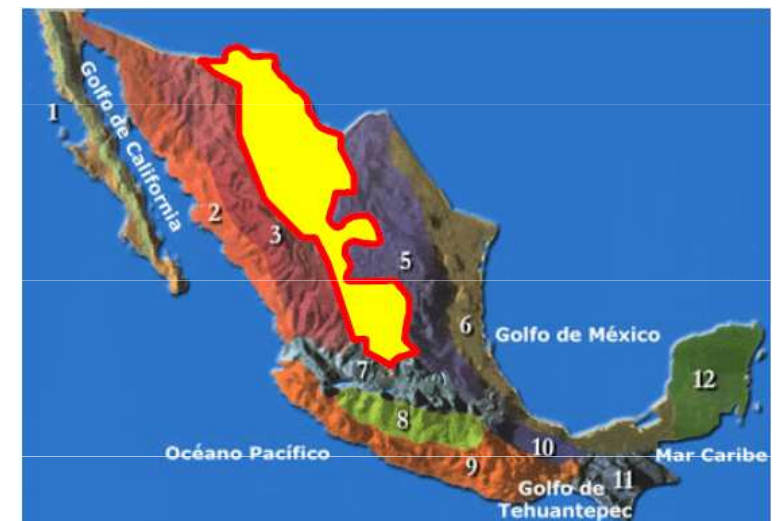 Golfo de California
1
2
3
5
6
Golfo de México
7
8
12
Océano Pacífico
9
10
Mar Caribe
11
Golfo de
Tehuantepec